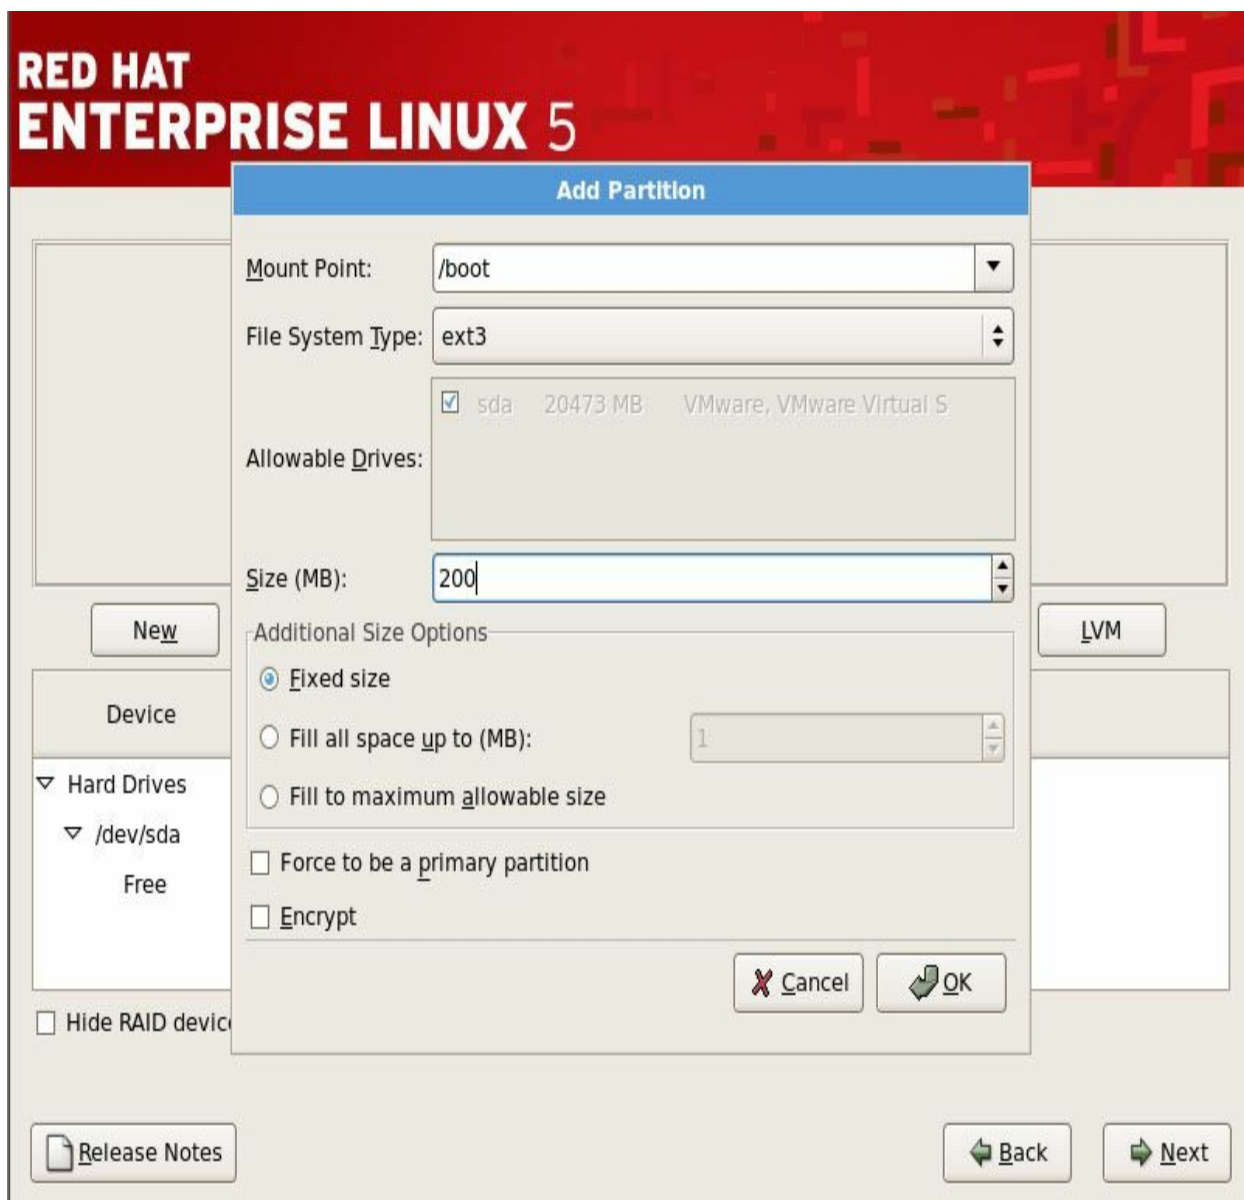 RED HAT
ENTERPRISE LINUX 5
Add Partition
Mount Point: /boot
File System Type: ext3
sda 20473 MB VMware, VMware Virtual S
Allowable Drives:
Size (MB): 200
New
LVM
Additional Size Options
Fixed size
Device
Fill all space up to (MB): 1
Hard Drives
Fill to maximum allowable size
/dev/sda
Force to be a primary partition
Free
Encrypt
Cancel OK
Hide RAID
Release Notes Back Next